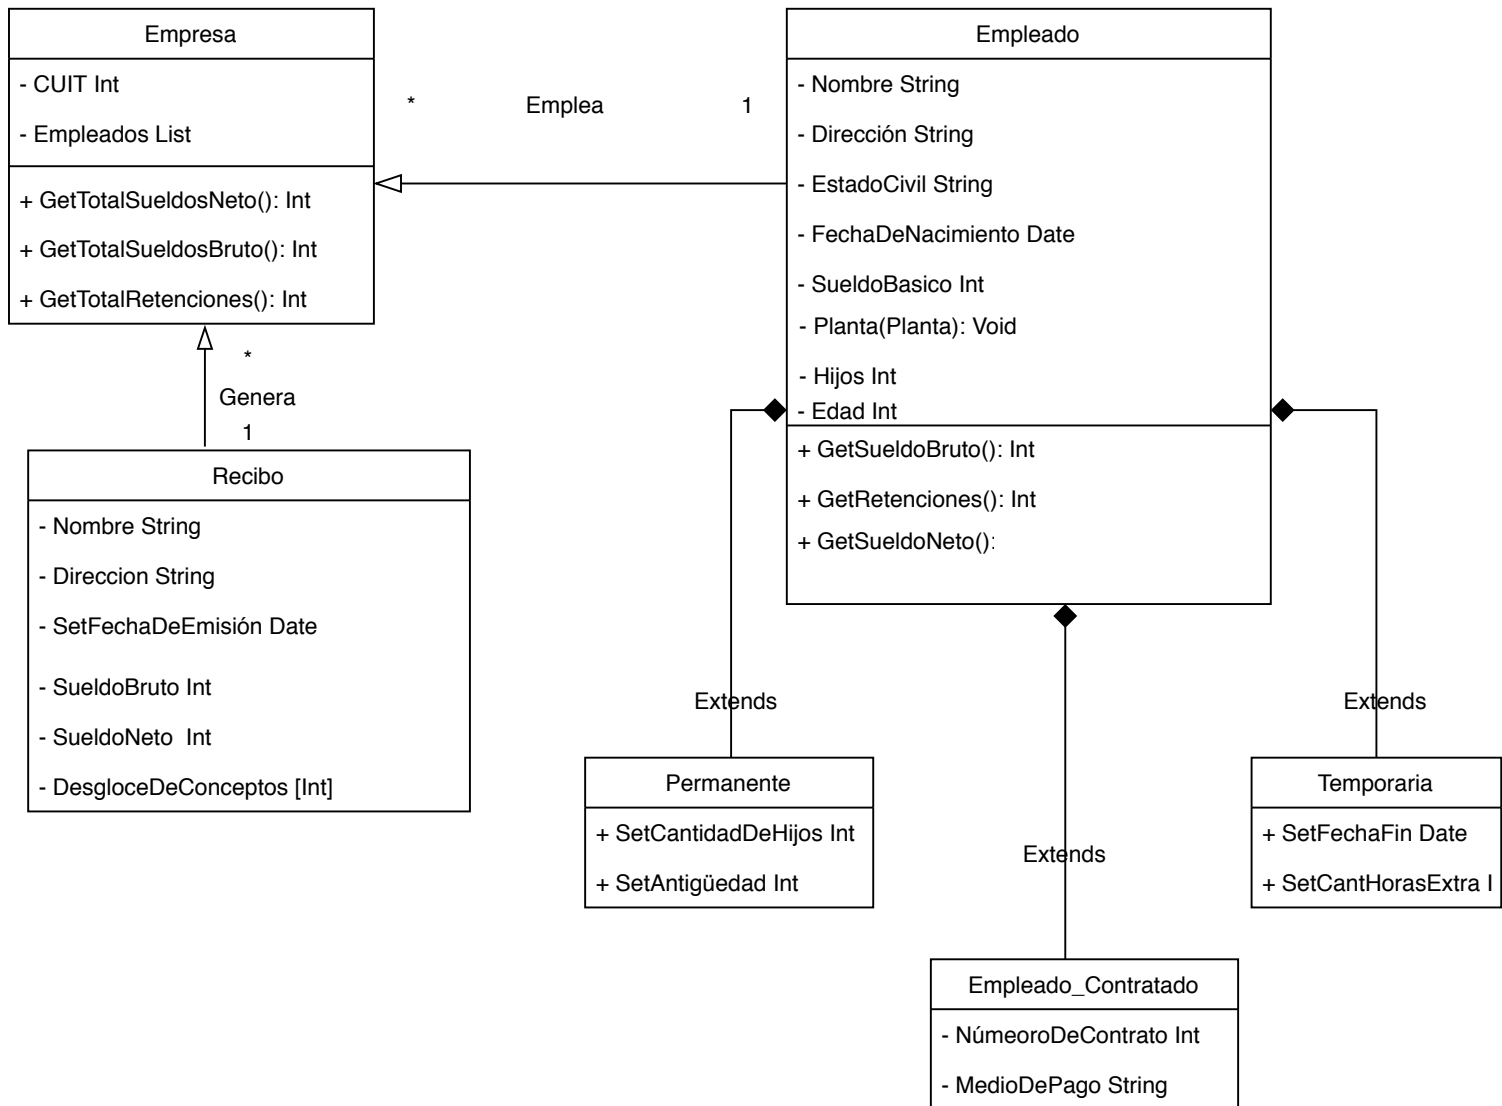 Empresa
- CUIT Int
- Empleados List
+ GetTotalSueldosNeto(): Int
+ GetTotalSueldosBruto(): Int
+ GetTotalRetenciones(): Int
* Emplea 1
Empleado
- Nombre String
- Dirección String
- EstadoCivil String
- FechaDeNacimiento Date
- SueldoBasico Int
- Planta(Planta): Void
- Hijos Int
- Edad Int
+ GetSueldoBruto(): Int
+ GetRetenciones(): Int
+ GetSueldoNeto():
*
Genera
1
Recibo
- Nombre String
- Direccion String
- SetFechaDeEmisión Date
- SueldoBruto Int
- SueldoNeto  Int
- DesgloceDeConceptos [Int]
Extends
Permanente
+ SetCantidadDeHijos Int
+ SetAntigüedad Int
Extends
Empleado_Contratado
- NúmeoroDeContrato Int
- MedioDePago String
Extends
Temporaria
+ SetFechaFin Date
+ SetCantHorasExtra I